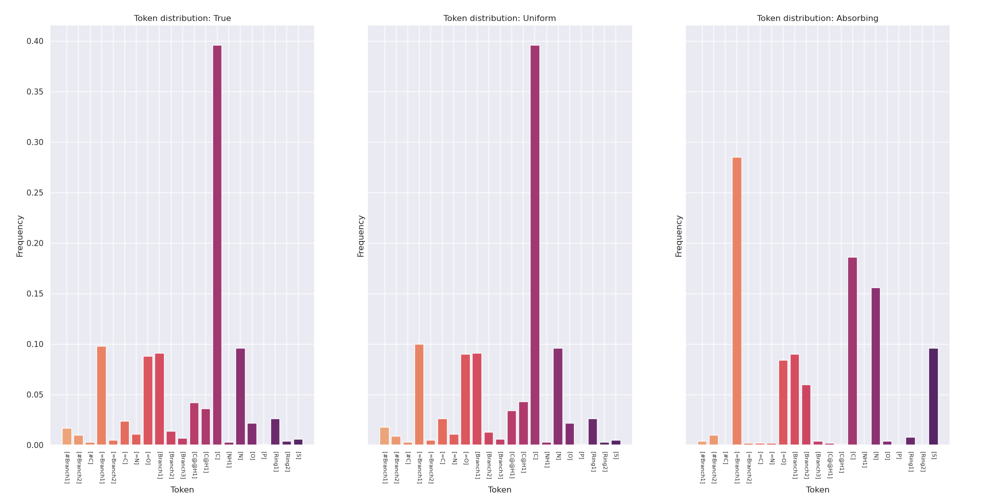 Token distribution: True
0.40
0.35
0.30
0.25
0.20
0.15
0.10
0.05
0.00
Frequency
[#Branch1]
[#Branch2]
[#C]
[=Branch1]
[=Branch2]
[=C]
[=N]
[=O]
[Branch1]
[Branch2]
[Branch3]
[C@@H1]
[C@H1]
[C]
[NH1]
[N]
[O]
[P]
[Ring1]
[Ring2]
[S]
Token
Token distribution: Uniform
Frequency
[#Branch1]
[#Branch2]
[#C]
[=Branch1]
[=Branch2]
[=C]
[=N]
[=O]
[Branch1]
[Branch2]
[Branch3]
[C@@H1]
[C@H1]
[C]
[NH1]
[N]
[O]
[P]
[Ring1]
[Ring2]
[S]
Token
Token distribution: Absorbing
Frequency
[#Branch1]
[#Branch2]
[#C]
[=Branch1]
[=Branch2]
[=C]
[=N]
[=O]
[Branch1]
[Branch2]
[Branch3]
[C@@H1]
[C@H1]
[C]
[NH1]
[N]
[O]
[P]
[Ring1]
[Ring2]
[S]
Token